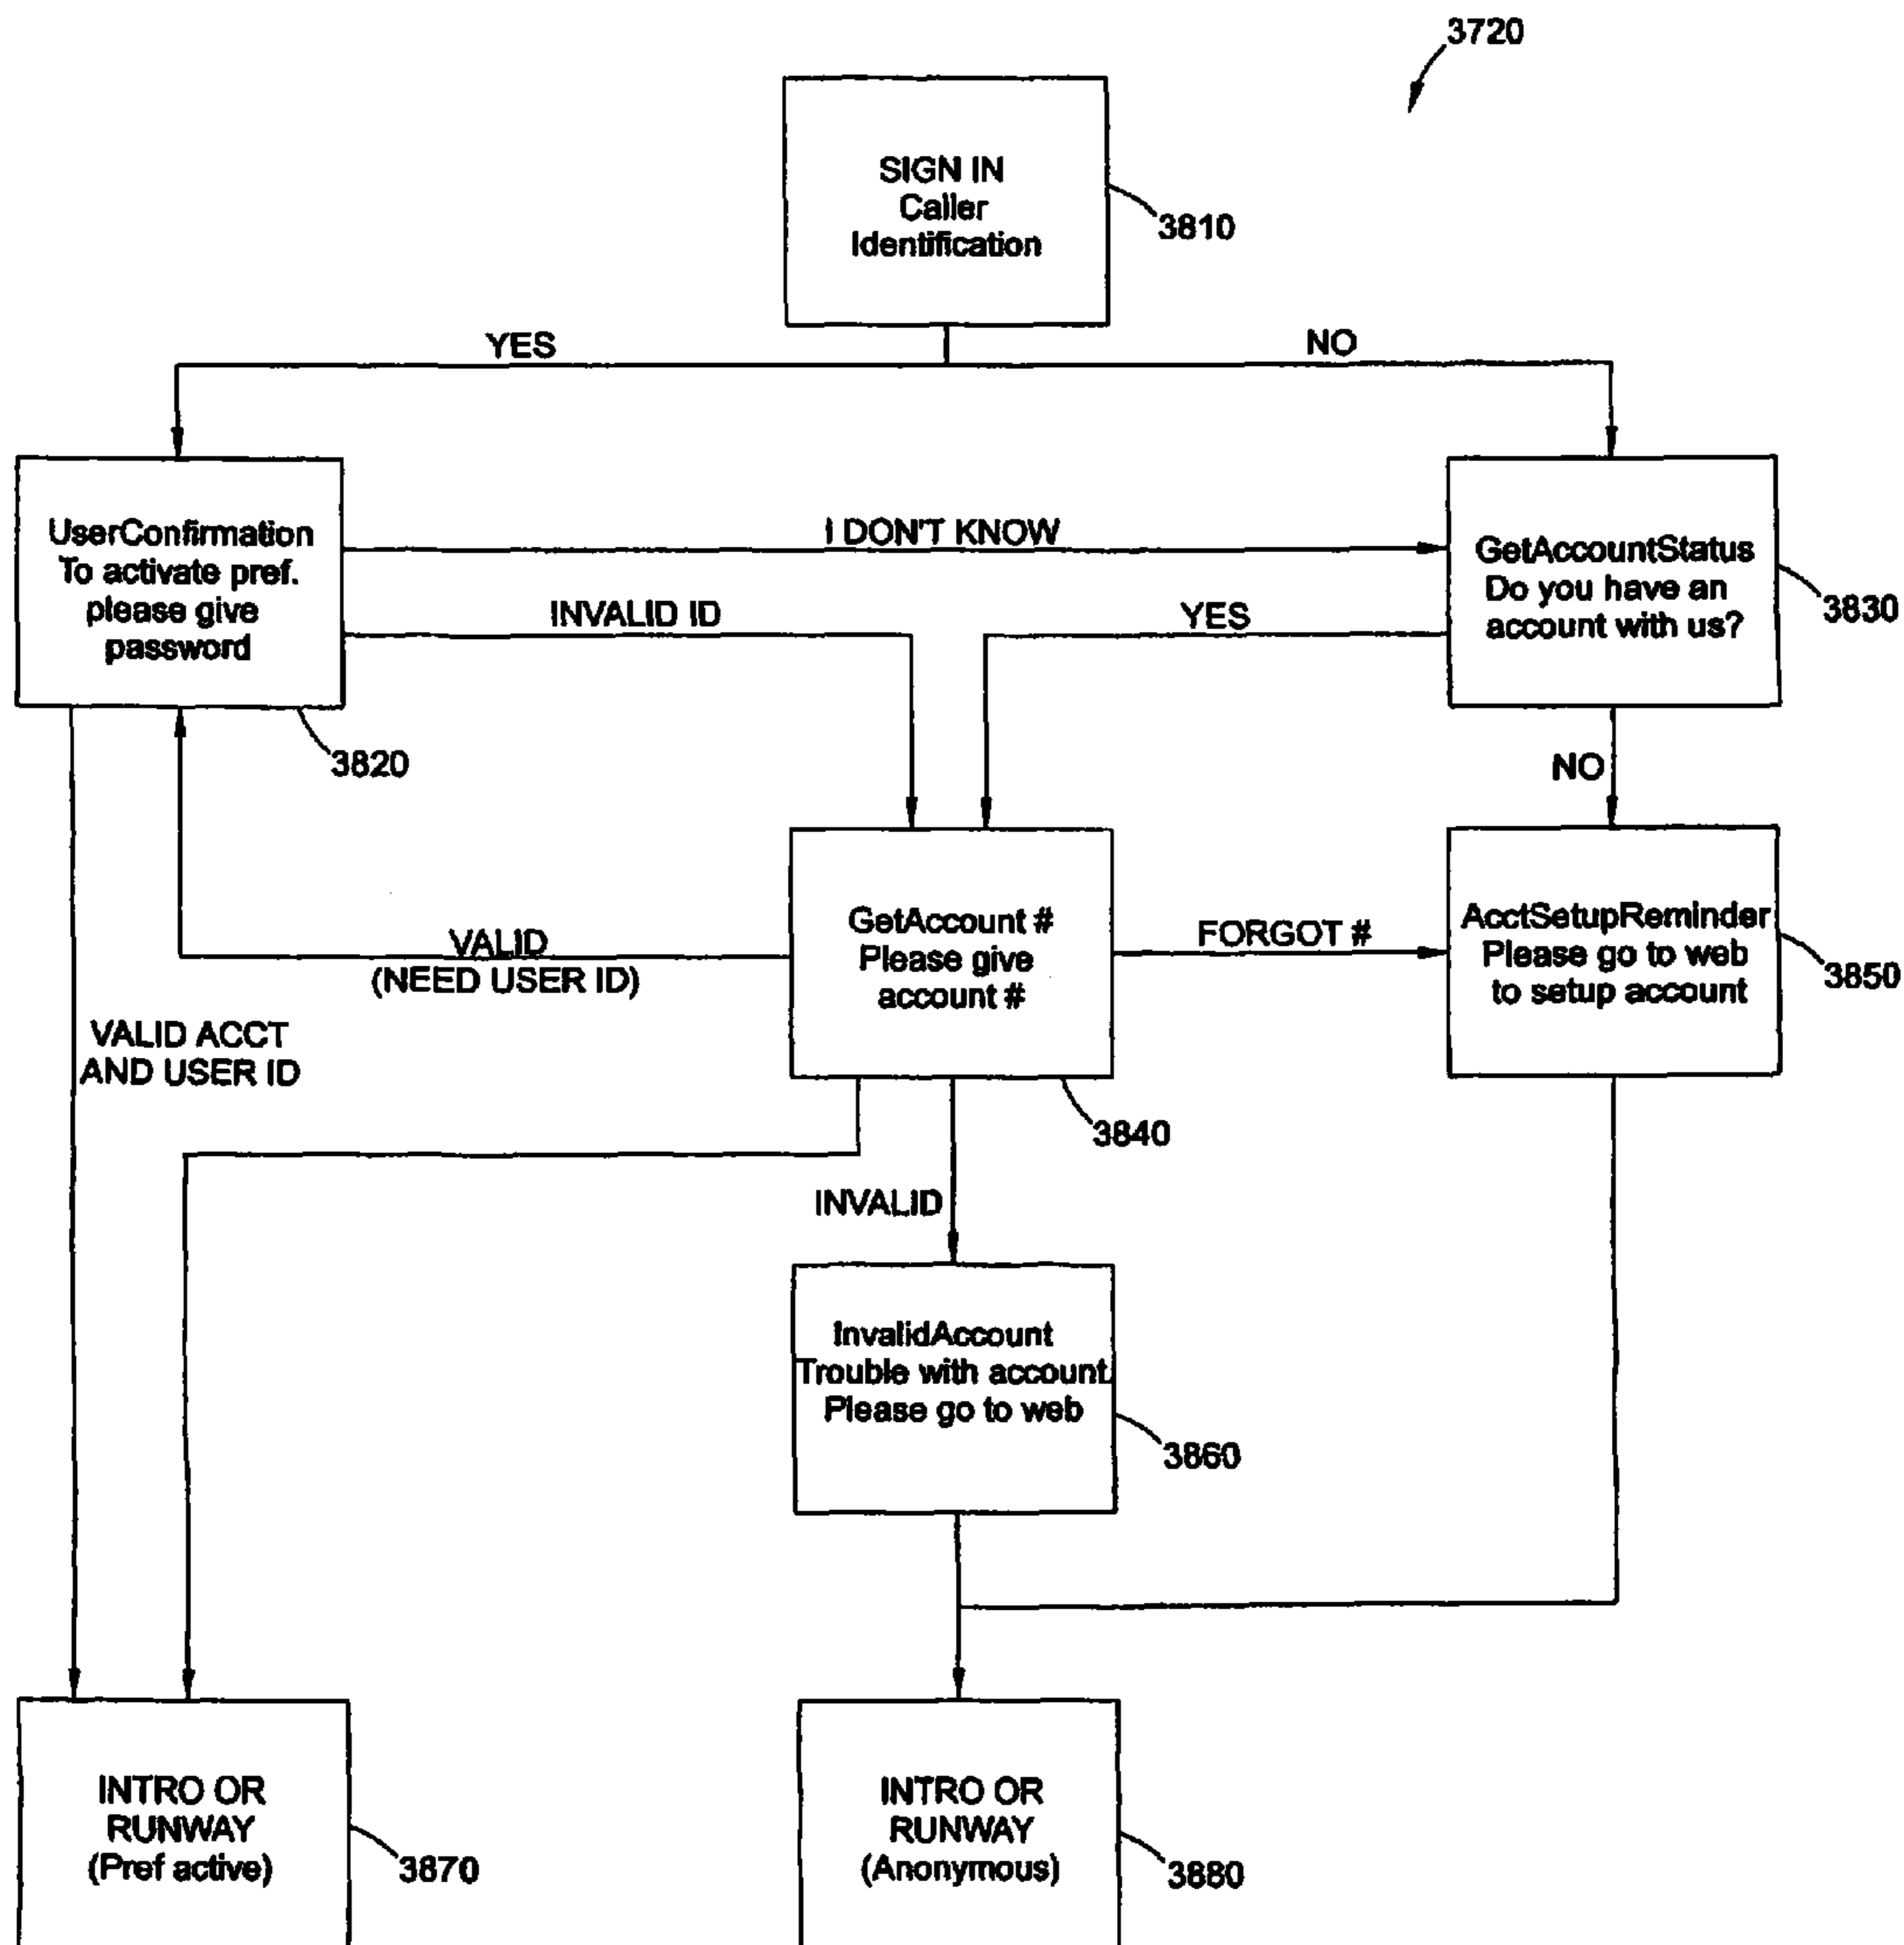 3720
SIGN IN
Caller
Identification
3810
YES
NO
UserConfirmation
To activate pref.
please give
password
3820
I DON'T KNOW
INVALID ID
YES
GetAccountStatus
Do you have an
account with us?
3830
NO
VALID
(NEED USER ID)
GetAccount #
Please give
account #
3840
FORGOT #
AcctSetupReminder
Please go to web
to setup account
3850
VALID ACCT
AND USER ID
INVALID
InvalidAccount
Trouble with account.
Please go to web
3860
INTRO OR
RUNWAY
(Pref active)
3870
INTRO OR
RUNWAY
(Anonymous)
3880